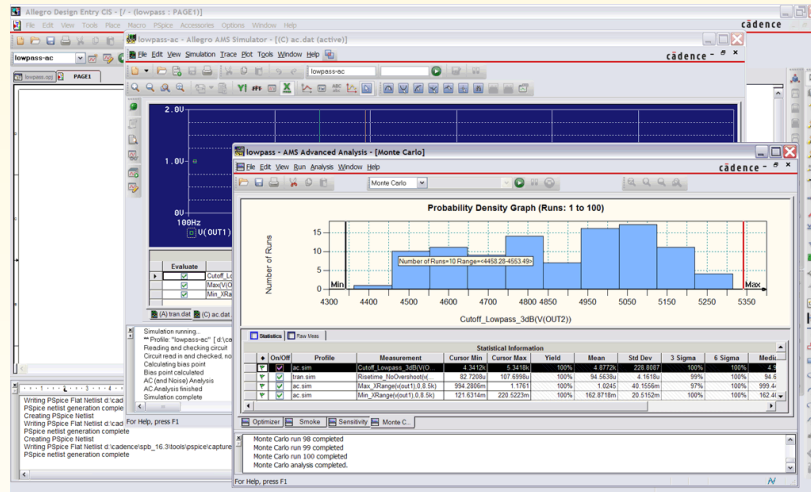 Allegro Design Entry CIS - [/ - (lowpass : PAGE1)]
File Edit View Tools Place Macro PSpice Accessories Options Window Help
cādence
lowpass-ac
PAGE1
lowpass-ac - Allegro AMS Simulator - [(C) ac.dat (active)]
File Edit View Simulation Trace Plot Tools Window Help
cādence
lowpass-ac
2.0V
1.0V
0V
100Hz
V(OUT1)
Evaluate
Cutoff_Lo
Max(V(O
Min_XRa
(A) tran.dat (C) ac.dat
Simulation running..
** Profile: "lowpass-ac" [ d:\ca
Reading and checking circuit
Circuit read in and checked, no
Calculating bias point
Bias point calculated
AC (and Noise) Analysis
AC Analysis finished
Simulation complete
For Help, press F1
Writing PSpice Flat Netlist d:\cad
PSpice netlist generation comple
Creating PSpice Netlist
Writing PSpice Flat Netlist d:\cad
PSpice netlist generation complete
Creating PSpice Netlist
Writing PSpice Flat Netlist d:\cadence\spb_16.3\tools\pspice\capture
PSpice netlist generation complete
lowpass - AMS Advanced Analysis - [Monte Carlo]
File Edit View Run Analysis Window Help
cādence
Monte Carlo
Probability Density Graph (Runs: 1 to 100)
Number of Runs
15
10
5
0
Number of Runs=10 Range=<4458.28-4553.49>
Min
Max
4300 4400 4500 4600 4700 4800 4850 4950 5050 5150 5250 5350
Cutoff_Lowpass_3dB(V(OUT2))
Statistics Raw Meas
Statistical Information
On/Off Profile Measurement Cursor Min Cursor Max Yield Mean Std Dev 3 Sigma 6 Sigma Media
ac.sim Cutoff_Lowpass_3dB(V(O... 4.3412k 5.3418k 100% 4.8772k 228.8087 100% 100% 4.9
tran.sim Risetime_NoOvershoot(v( 82.7208u 107.6998u 100% 94.5638u 4.1618u 99% 100% 94.6
ac.sim Max_XRange(v(out1),0,8.5k) 994.2806m 1.1761 100% 1.0245 40.1556m 97% 100% 999.4
ac.sim Min_XRange(v(out1),0,8.5k) 121.6314m 220.5223m 100% 162.8718m 20.5152m 100% 100% 162.4
Optimizer Smoke Sensitivity Monte C...
Monte Carlo run 98 completed
Monte Carlo run 99 completed
Monte Carlo run 100 completed
Monte Carlo analysis completed.
For Help, press F1